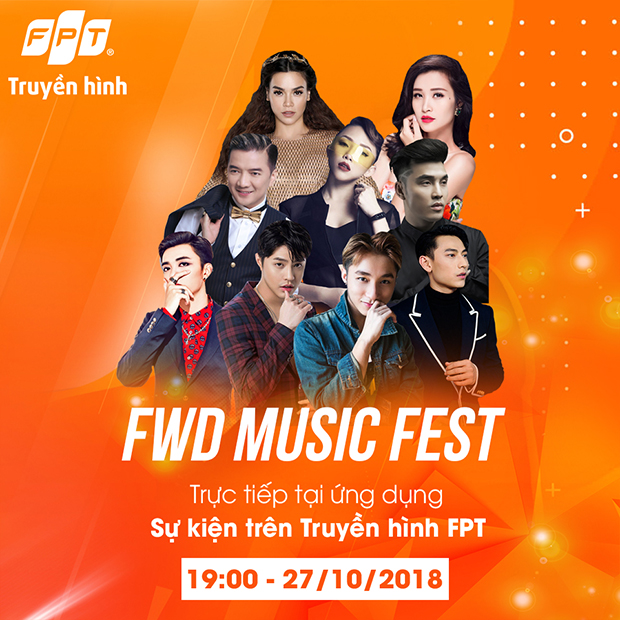 FPT®
Truyền hình
FWD MUSIC FEST
Trực tiếp tại ứng dụng
Sự kiện trên Truyền hình FPT
19:00 - 27/10/2018